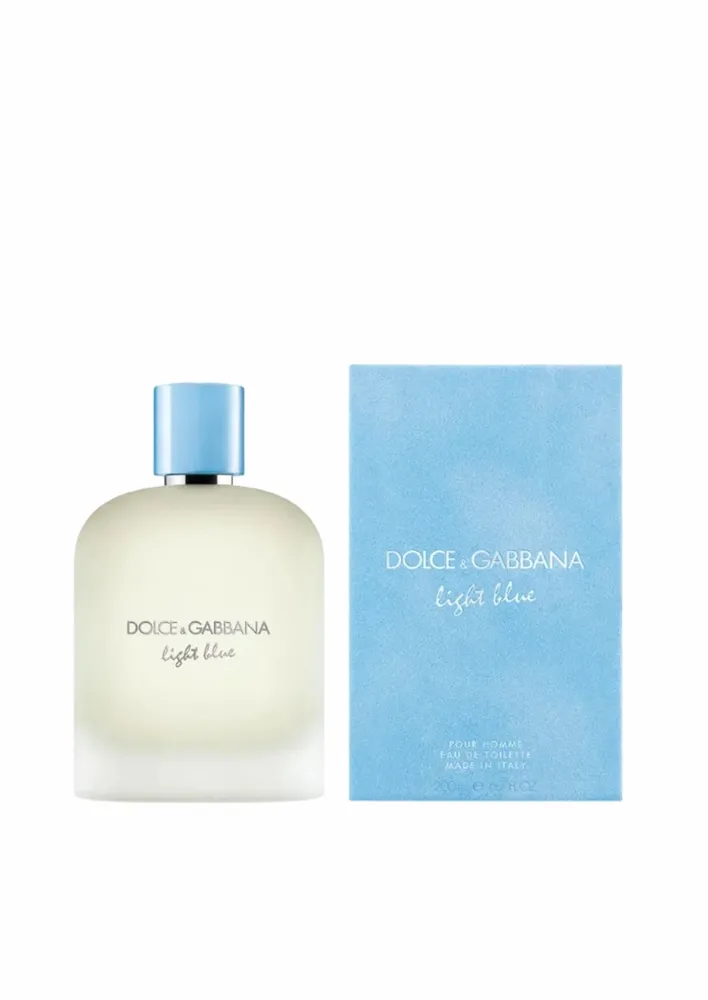 DOLCE & GABBANA
light blue
DOLCE & GABBANA
light blue
POUR HOMME
EAU DE TOILETTE
MADE IN ITALY